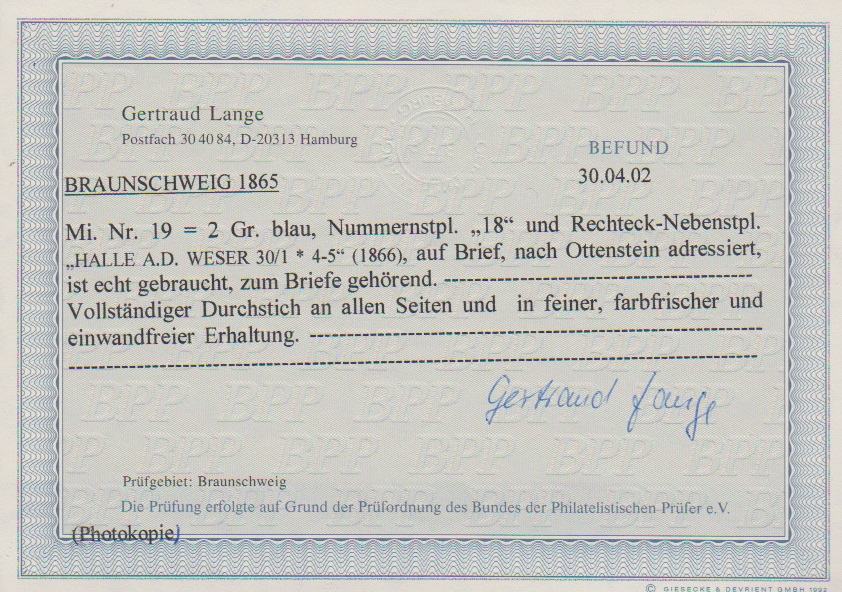 Gertraud Lange
Postfach 30 40 84, D-20313 Hamburg
BEFUND
BRAUNSCHWEIG 1865
30.04.02
Mi. Nr. 19 = 2 Gr. blau, Nummernstpl. „18“ und Rechteck-Nebenstpl.
„HALLE A.D. WESER 30/1 * 4-5“ (1866), auf Brief, nach Ottenstein adressiert,
ist echt gebraucht, zum Briefe gehörend. ----------------------------------------
Vollständiger Durchstich an allen Seiten und in feiner, farbfrischer und
einwandfreier Erhaltung. ----------------------------------------------------------
Gertraud Lange
Prüfgebiet: Braunschweig
Die Prüfung erfolgte auf Grund der Prüfordnung des Bundes der Philatelistischen Prüfer e.V.
(Photokopie)
© GIESECKE & DEVRIENT GMBH 1992